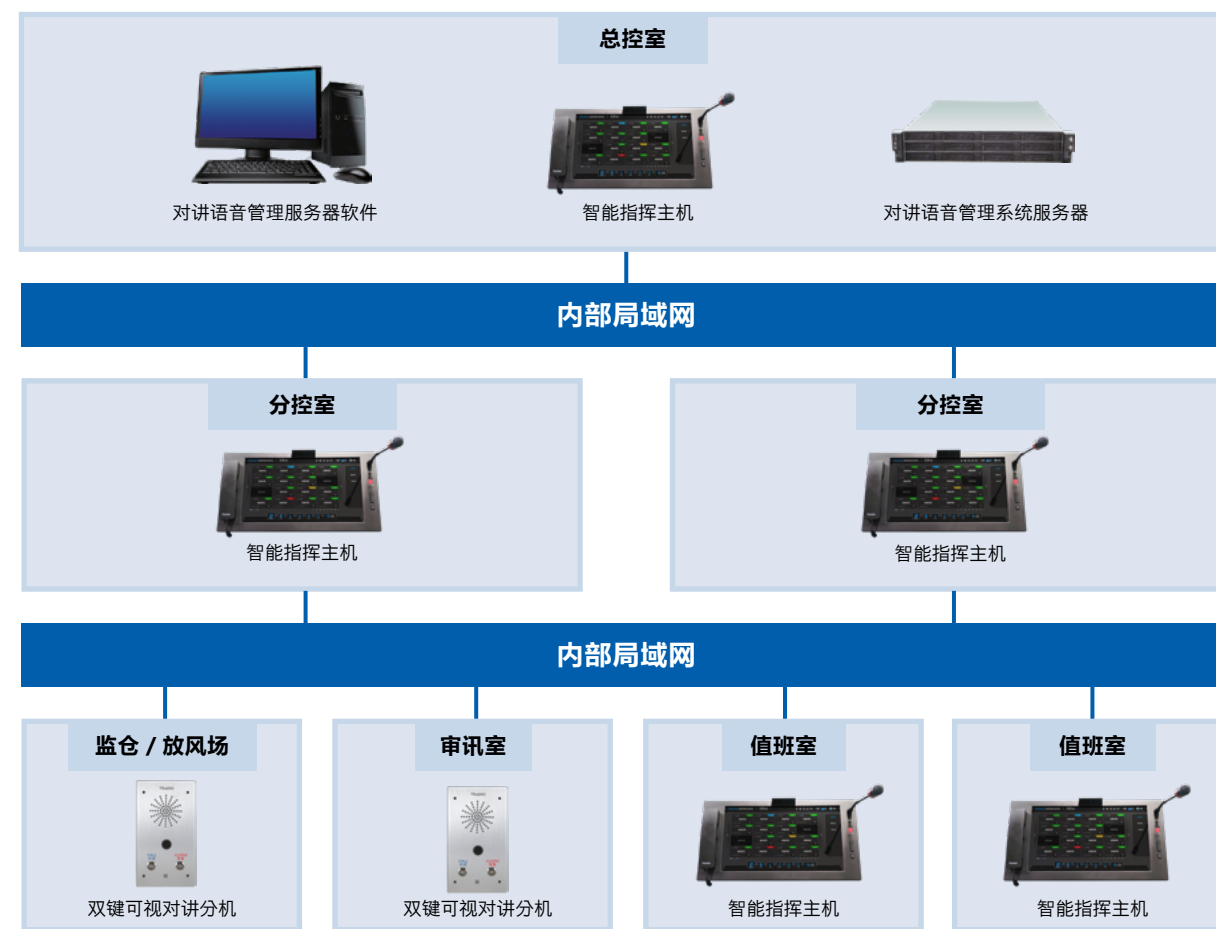 总控室
对讲语音管理服务器软件
智能指挥主机
对讲语音管理系统服务器
内部局域网
分控室
分控室
智能指挥主机
智能指挥主机
内部局域网
监仓 / 放风场
审讯室
值班室
值班室
双键可视对讲分机
双键可视对讲分机
智能指挥主机
智能指挥主机